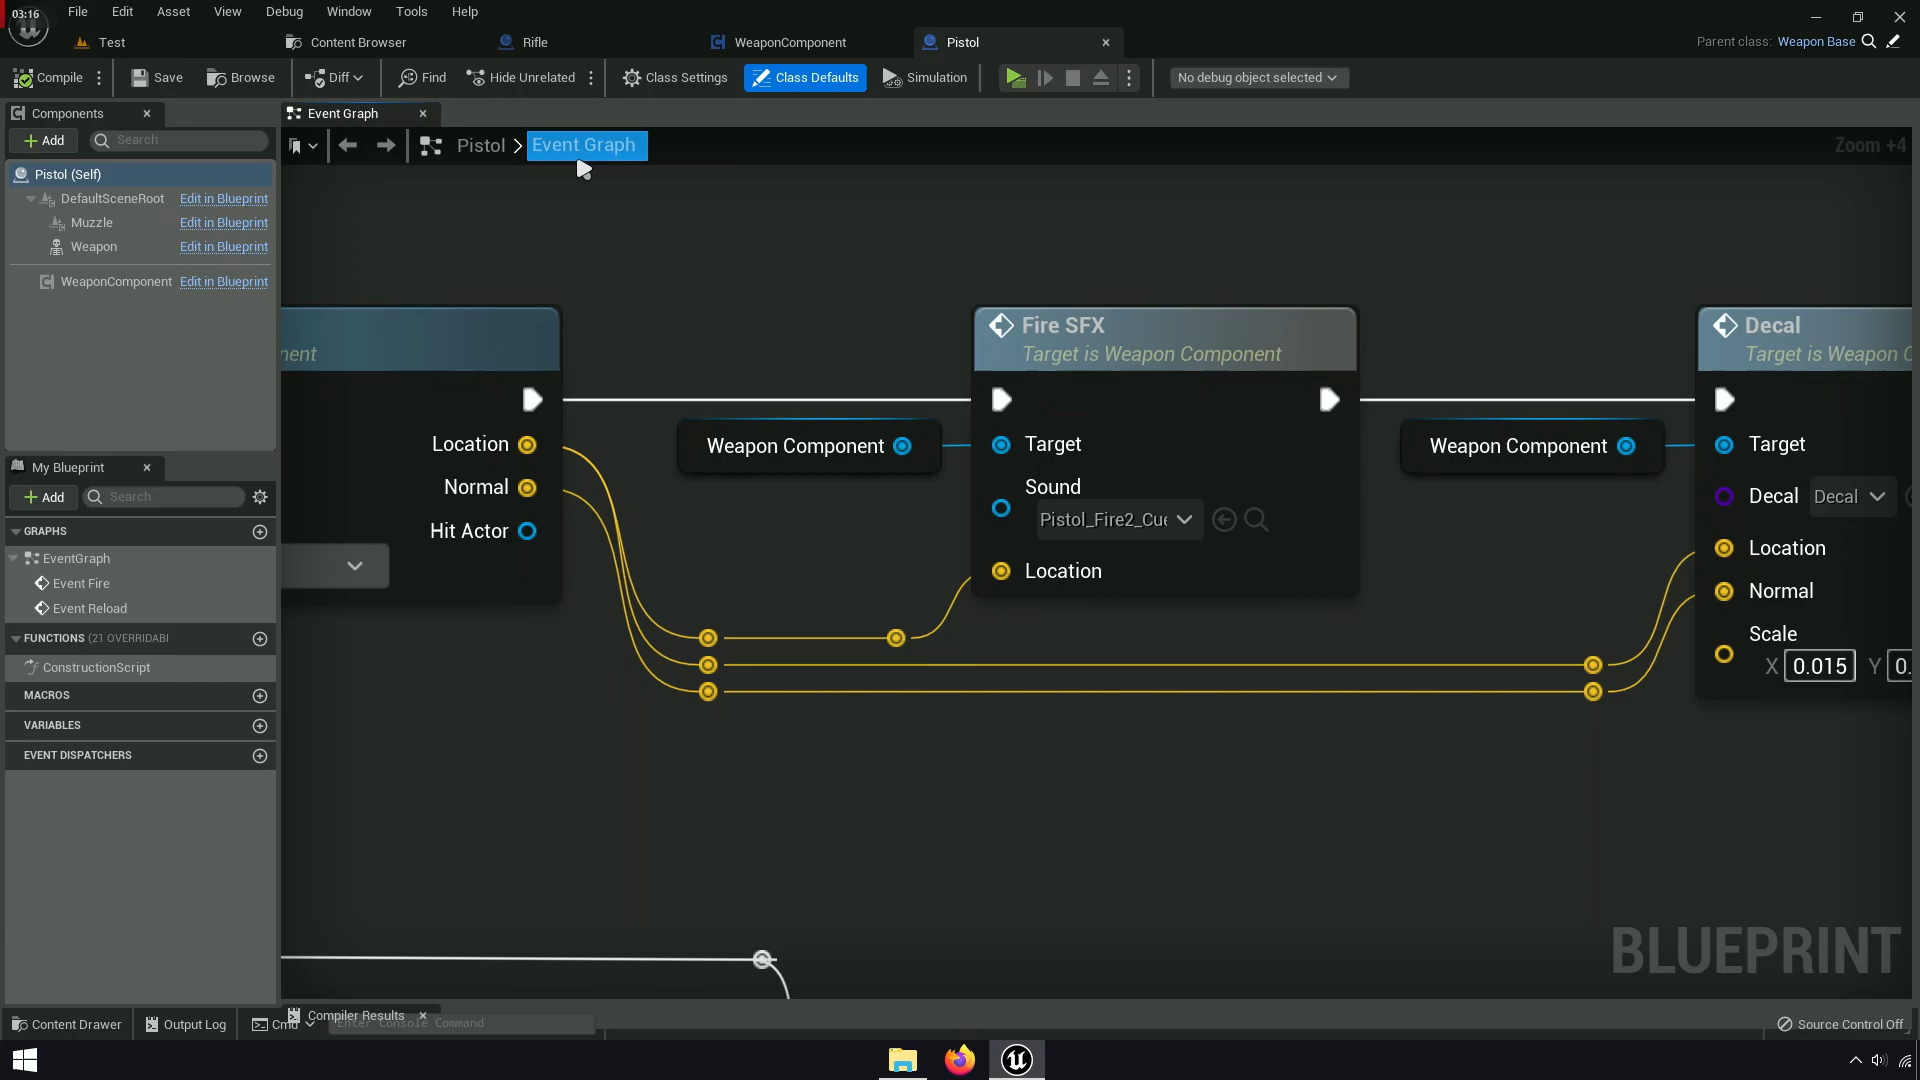 03:16
File Edit Asset View Debug Window Tools Help
Test Content Browser Rifle WeaponComponent Pistol Parent class: Weapon Base
Compile Save Browse Diff Find Hide Unrelated Class Settings Class Defaults Simulation No debug object selected
Components
Event Graph
Add Search
Pistol > Event Graph
Zoom +4
Pistol (Self)
DefaultSceneRoot Edit in Blueprint
Muzzle Edit in Blueprint
Weapon Edit in Blueprint
WeaponComponent Edit in Blueprint
nent
Location
Normal
Hit Actor
Weapon Component
Fire SFX
Target is Weapon Component
Target
Sound
Pistol_Fire2_Cue
Location
Weapon Component
Decal
Target is Weapon C
Target
Decal Decal
Location
Normal
Scale
X 0.015 Y 0.
My Blueprint
Add Search
GRAPHS
EventGraph
Event Fire
Event Reload
FUNCTIONS (21 OVERRIDABI
ConstructionScript
MACROS
VARIABLES
EVENT DISPATCHERS
BLUEPRINT
Compiler Results
Content Drawer Output Log Cmd Enter Console Command Source Control Off